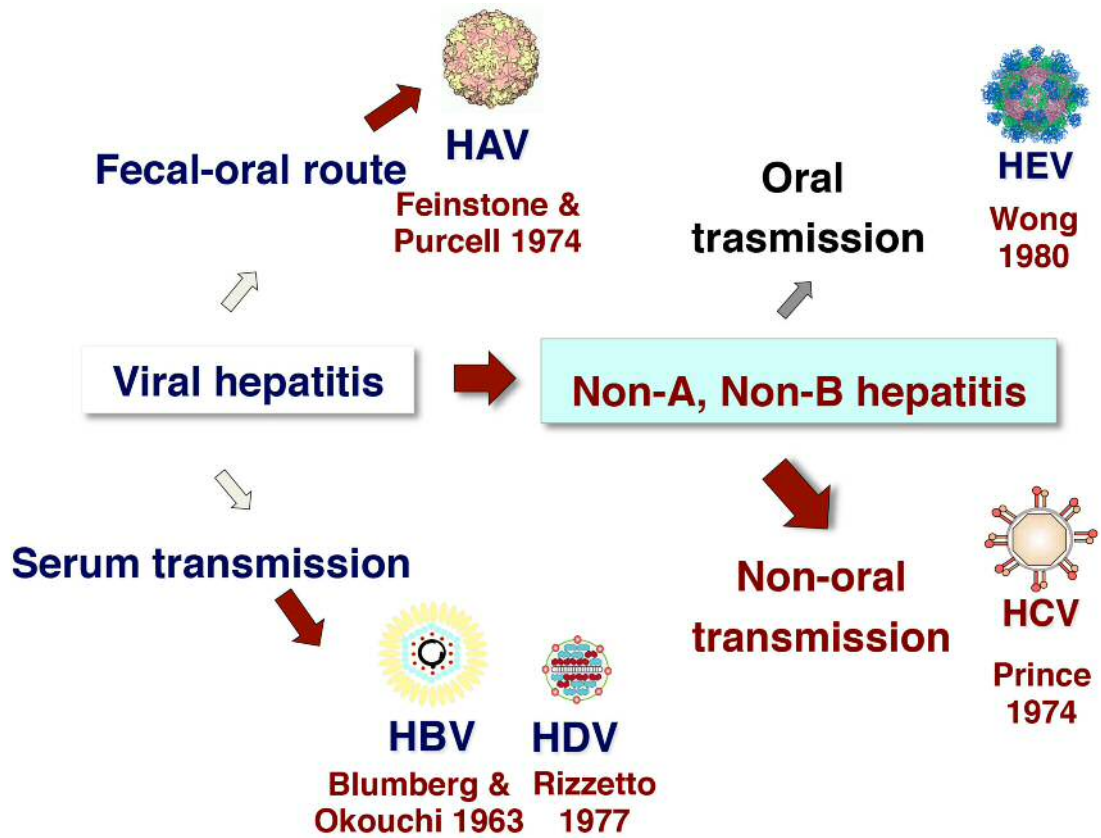 HAV
Fecal-oral route
Feinstone &
Purcell 1974
Oral
trasmission
HEV
Wong
1980
Viral hepatitis
Non-A, Non-B hepatitis
Serum transmission
Non-oral
transmission
HCV
Prince
1974
HBV
Blumberg &
Okouchi 1963
HDV
Rizzetto
1977